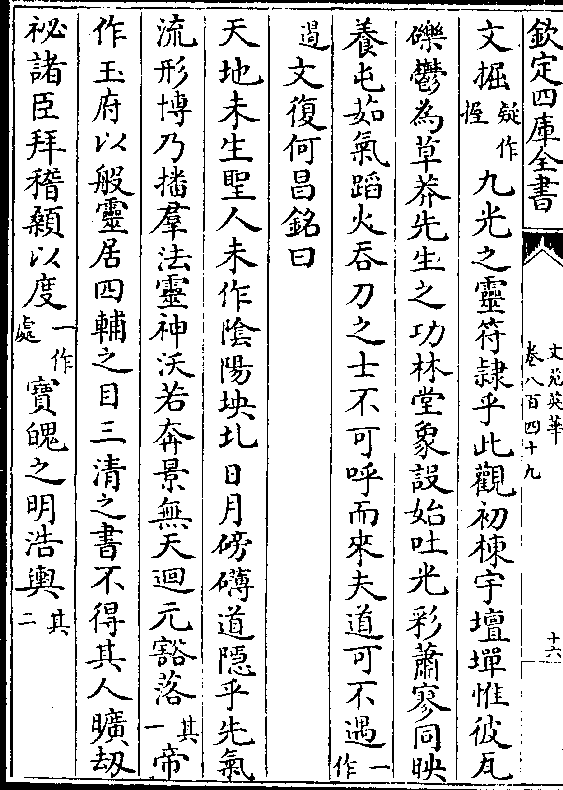 欽定四庫全書
文苑英華
卷八百四十九
十六
文掘疑作握九光之靈符隷乎此觀初棟宇壇墠惟彼瓦
礫鬱為草莽先生之功林堂象設始吐光彩蕭寥同映
養屯茹氣蹈火吞刀之士不可呼而來夫道可不遇一作
過文復何昌銘曰
天地未生聖人未作陰陽坱圠日月磅礴道隱乎先氣
流形博乃播羣法靈神沃若奔景無天迴元豁落其一帝
作玉府以般靈居四輔之目三清之書不得其人曠刼
祕諸臣拜稽顙以度一作處寶魄之明浩輿其二